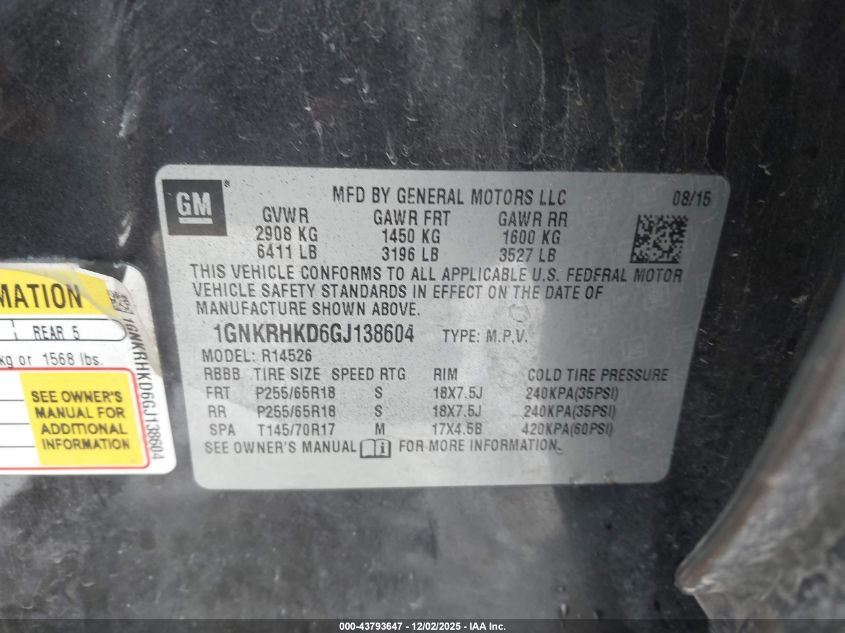 GM
®
MFD BY GENERAL MOTORS LLC 08/15
GVWR GAWR FRT GAWR RR
2908 KG 1450 KG 1600 KG
6411 LB 3196 LB 3527 LB
THIS VEHICLE CONFORMS TO ALL APPLICABLE U.S. FEDERAL MOTOR
VEHICLE SAFETY STANDARDS IN EFFECT ON THE DATE OF
MANUFACTURE SHOWN ABOVE.
1GNKRHKD6GJ138604 TYPE: M.P.V.
MODEL: R14526
RBBB TIRE SIZE SPEED RTG RIM COLD TIRE PRESSURE
FRT P255/65R18 S 18X7.5J 240KPA(35PSI)
RR P255/65R18 S 18X7.5J 240KPA(35PSI)
SPA T145/70R17 M 17X4.5B 420KPA(60PSI)
SEE OWNER'S MANUAL FOR MORE INFORMATION.
MATION
REAR 5
kg or 1568 lbs.
SEE OWNER'S
MANUAL FOR
ADDITIONAL
INFORMATION
1GNKRHKD6GJ138604
000-43793647 - 12/02/2025 - IAA Inc.